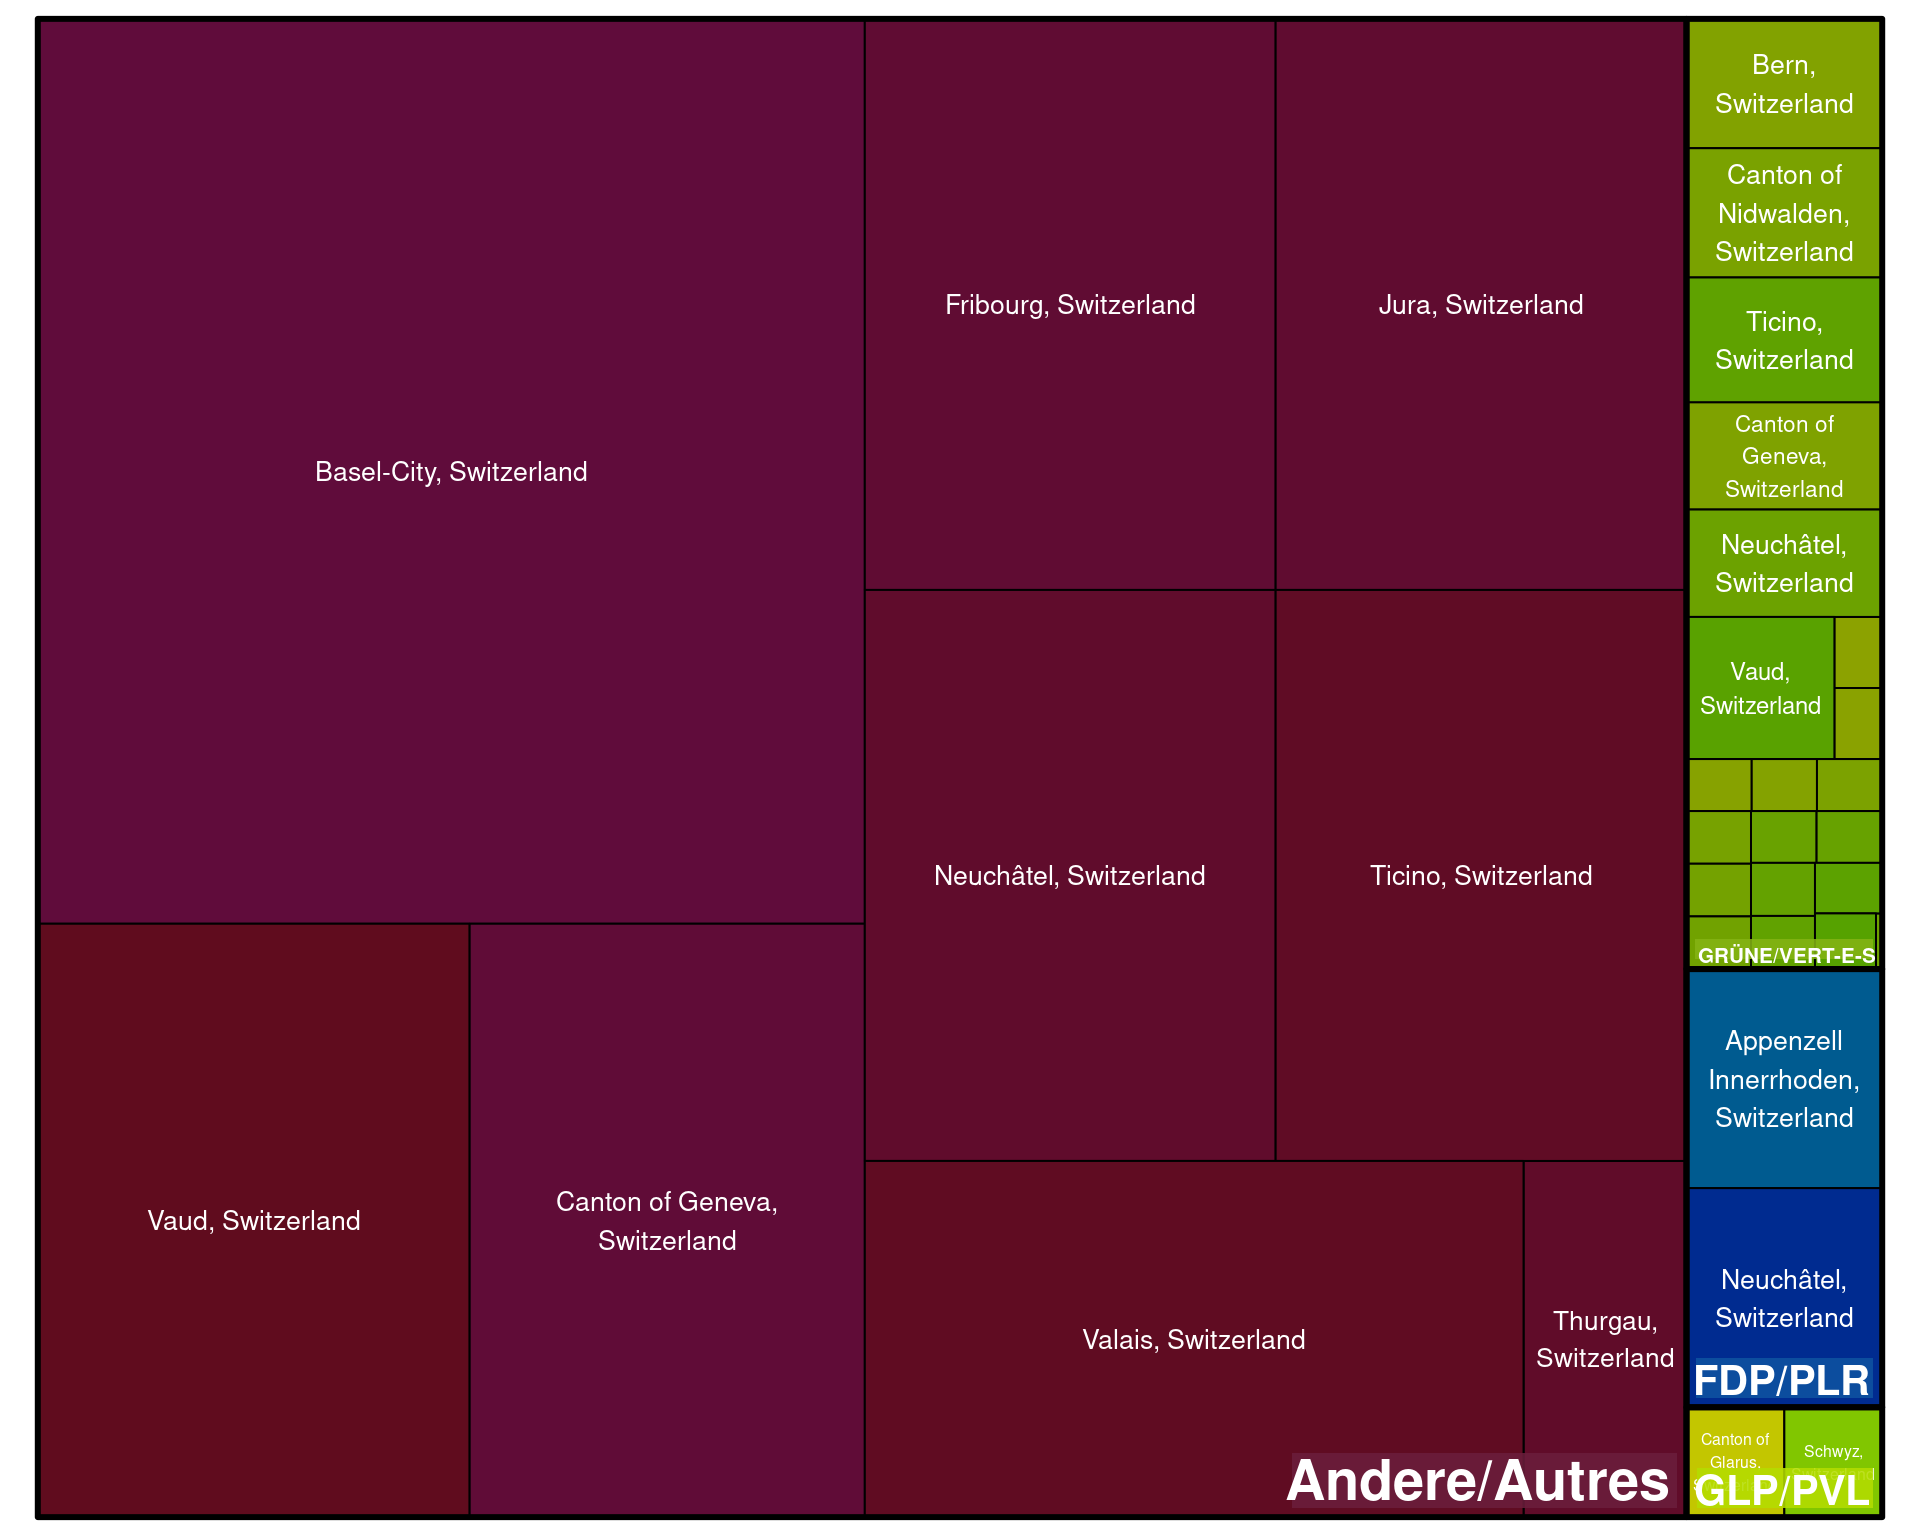 Basel-City, Switzerland
Fribourg, Switzerland
Jura, Switzerland
Neuchâtel, Switzerland
Ticino, Switzerland
Vaud, Switzerland
Canton of Geneva,
Switzerland
Valais, Switzerland
Thurgau,
Switzerland
Andere/Autres
Bern,
Switzerland
Canton of
Nidwalden,
Switzerland
Ticino,
Switzerland
Canton of
Geneva,
Switzerland
Neuchâtel,
Switzerland
Vaud,
Switzerland
GRÜNE/VERT-E-S
Appenzell
Innerrhoden,
Switzerland
Neuchâtel,
Switzerland
FDP/PLR
Canton of
Glarus,
Schwyz,
GLP/PVL